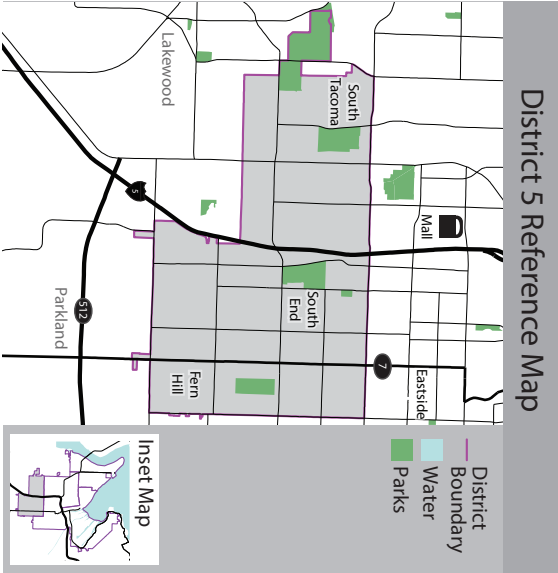 District 5 Reference Map
Mall
Eastside
7
South
Tacoma
South
End
Fern
Hill
Lakewood
5
512
Parkland
District
Boundary
Water
Parks
Inset Map